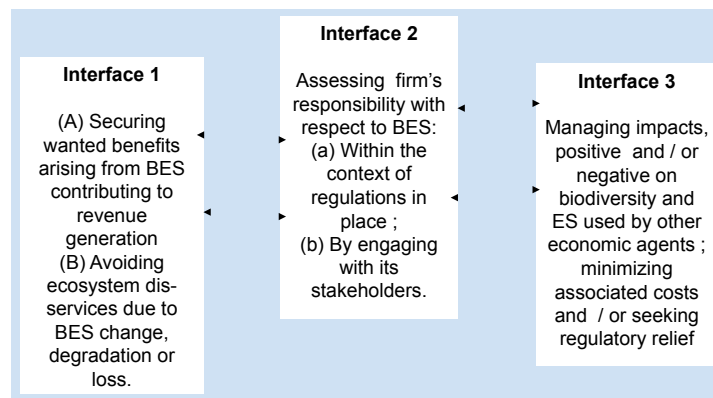 Interface 1
(A) Securing
wanted benefits
arising from BES
contributing to
revenue
generation
(B) Avoiding
ecosystem dis-
services due to
BES change,
degradation or
loss.
Interface 2
Assessing firm's
responsibility with
respect to BES:
(a) Within the
context of
regulations in
place ;
(b) By engaging
with its
stakeholders.
Interface 3
Managing impacts,
positive and / or
negative on
biodiversity and
ES used by other
economic agents ;
minimizing
associated costs
and / or seeking
regulatory relief